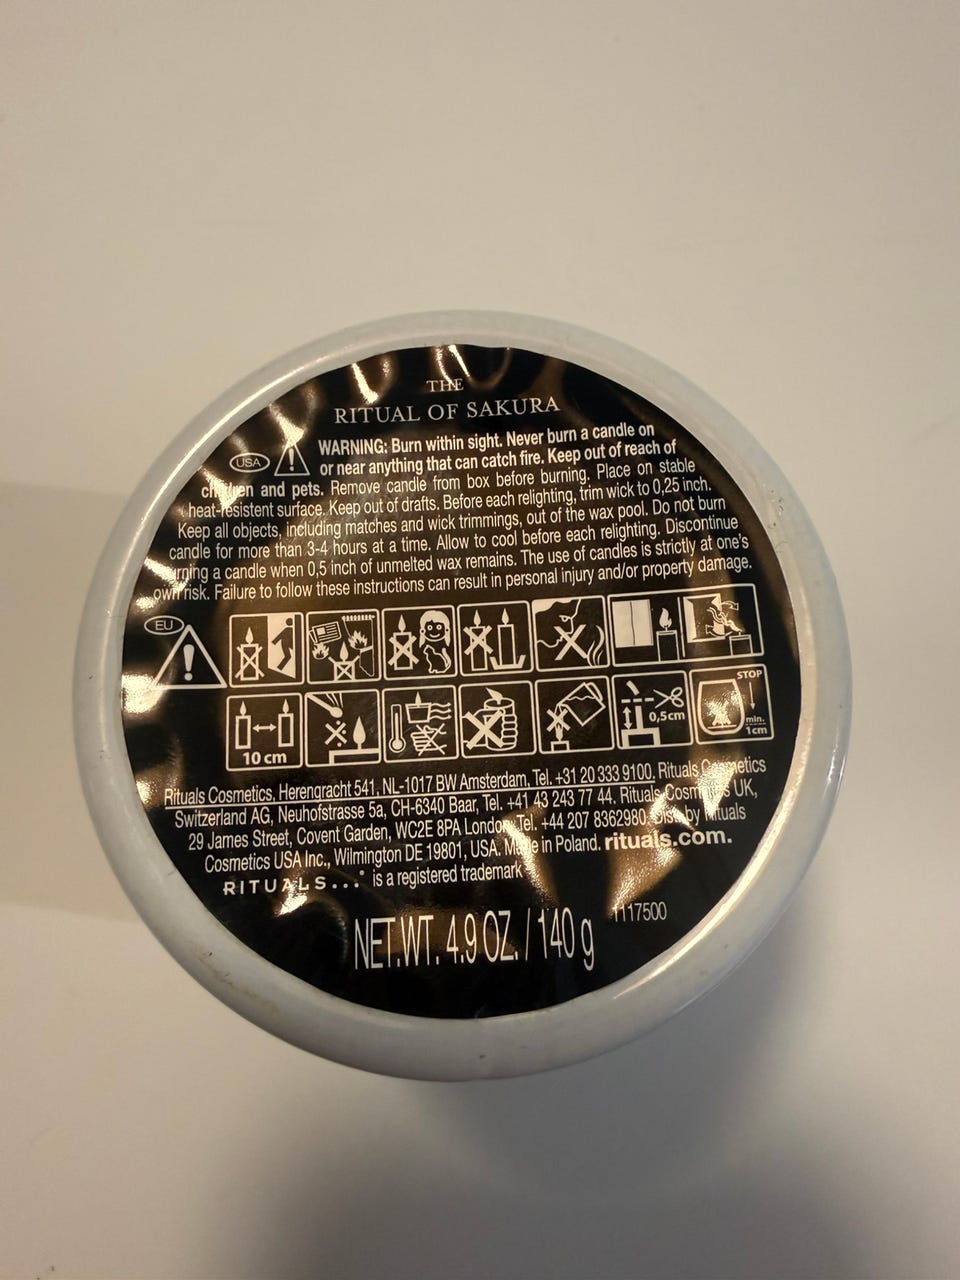 THE
RITUAL OF SAKURA
USA
WARNING: Burn within sight. Never burn a candle on
or near anything that can catch fire. Keep out of reach of
children and pets. Remove candle from box before burning. Place on stable
heat-resistent surface. Keep out of drafts. Before each relighting, trim wick to 0,25 inch.
Keep all objects, including matches and wick trimmings, out of the wax pool. Do not burn
candle for more than 3-4 hours at a time. Allow to cool before each relighting. Discontinue
burning a candle when 0,5 inch of unmelted wax remains. The use of candles is strictly at one's
own risk. Failure to follow these instructions can result in personal injury and/or property damage.
EU
10 cm
0,5cm
STOP
min.
1cm
Rituals Cosmetics, Herengracht 541, NL-1017 BW Amsterdam, Tel. +31 20 333 9100. Rituals Cosmetics
Switzerland AG, Neuhofstrasse 5a, CH-6340 Baar, Tel. +41 43 243 77 44. Rituals Cosmetics UK,
29 James Street, Covent Garden, WC2E 8PA London, Tel. +44 207 8362980. Dist. by Rituals
Cosmetics USA Inc., Wilmington DE 19801, USA. Made in Poland. rituals.com.
RITUALS... is a registered trademark
1117500
NET.WT. 4.9 OZ. / 140 g